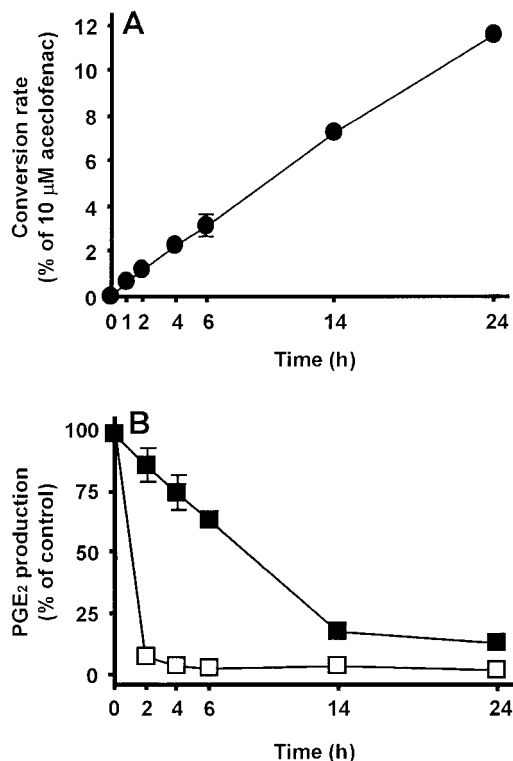 A
Conversion rate
(% of 10 µM aceclofenac)
12
10
8
6
4
2
0
0 1 2 4 6 14 24
Time (h)
B
PGE2 production
(% of control)
100
75
50
25
0
0 2 4 6 14 24
Time (h)